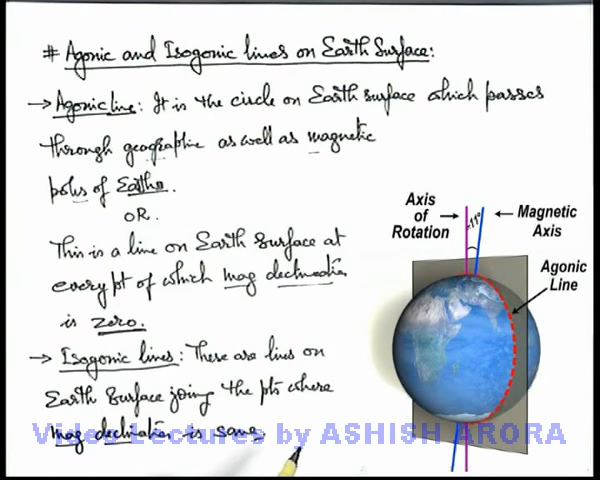 # Agonic and Isogonic lines on Earth Surface:
→ Agonic line: It is the circle on Earth surface which passes
through geographic as well as magnetic
poles of Earth.
OR.
This is a line on Earth Surface at
every pt of which mag declination
is zero.
→ Isogonic lines: These are lines on
Earth Surface joining the pts where
mag declination is same
Axis
of
Rotation
11°
Magnetic
Axis
Agonic
Line
Video Lectures by ASHISH ARORA